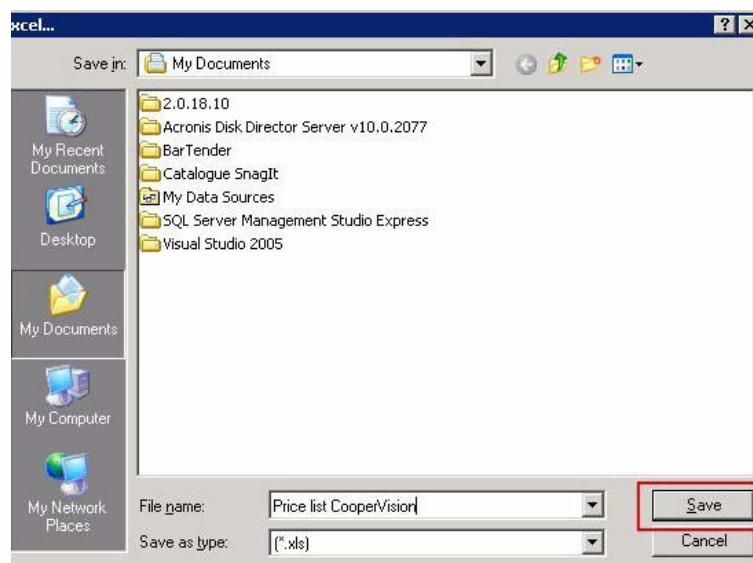 xcel...
Save in:
My Documents
2.0.18.10
Acronis Disk Director Server v10.0.2077
BarTender
Catalogue SnagIt
My Data Sources
SQL Server Management Studio Express
Visual Studio 2005
My Recent
Documents
Desktop
My Documents
My Computer
My Network
Places
File name:
Price list CooperVision
Save
Save as type:
(*.xls)
Cancel